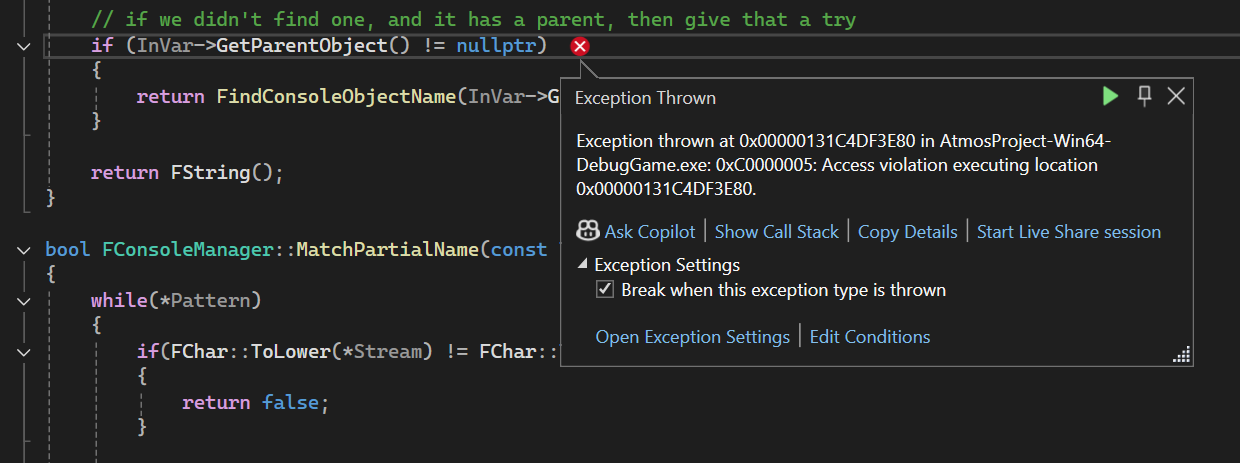 // if we didn't find one, and it has a parent, then give that a try
if (InVar->GetParentObject() != nullptr)
{
return FindConsoleObjectName(InVar->G
}
return FString();
}
bool FConsoleManager::MatchPartialName(const
{
while(*Pattern)
{
if(FChar::ToLower(*Stream) != FChar::
{
return false;
}
Exception Thrown
Exception thrown at 0x00000131C4DF3E80 in AtmosProject-Win64-
DebugGame.exe: 0xC0000005: Access violation executing location
0x00000131C4DF3E80.
Ask Copilot | Show Call Stack | Copy Details | Start Live Share session
Exception Settings
Break when this exception type is thrown
Open Exception Settings | Edit Conditions